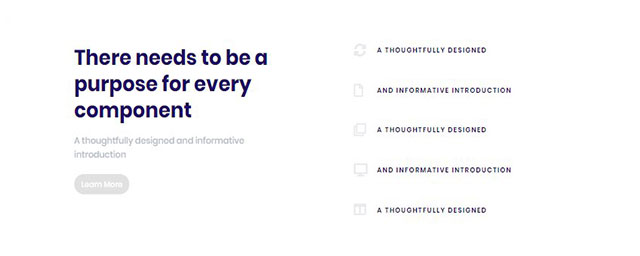 There needs to be a
purpose for every
component
A thoughtfully designed and informative
introduction
Learn More
A THOUGHTFULLY DESIGNED
AND INFORMATIVE INTRODUCTION
A THOUGHTFULLY DESIGNED
AND INFORMATIVE INTRODUCTION
A THOUGHTFULLY DESIGNED